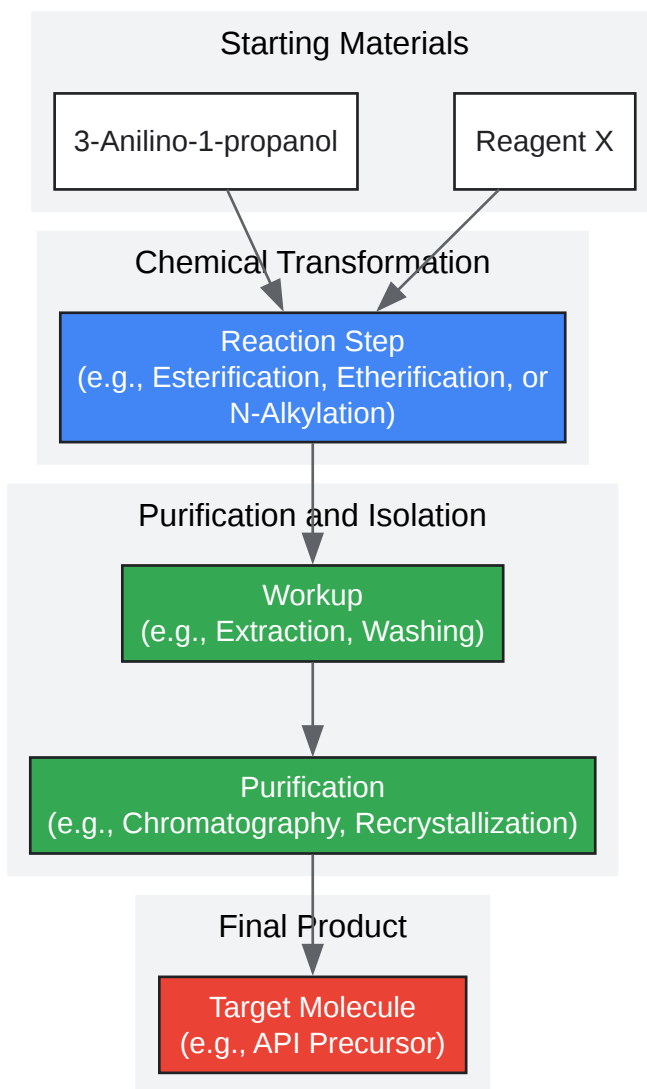 Starting Materials
3-Anilino-1-propanol
Reagent X
Chemical Transformation
Reaction Step
(e.g., Esterification, Etherification, or
N-Alkylation)
Purification and Isolation
Workup
(e.g., Extraction, Washing)
Purification
(e.g., Chromatography, Recrystallization)
Final Product
Target Molecule
(e.g., API Precursor)